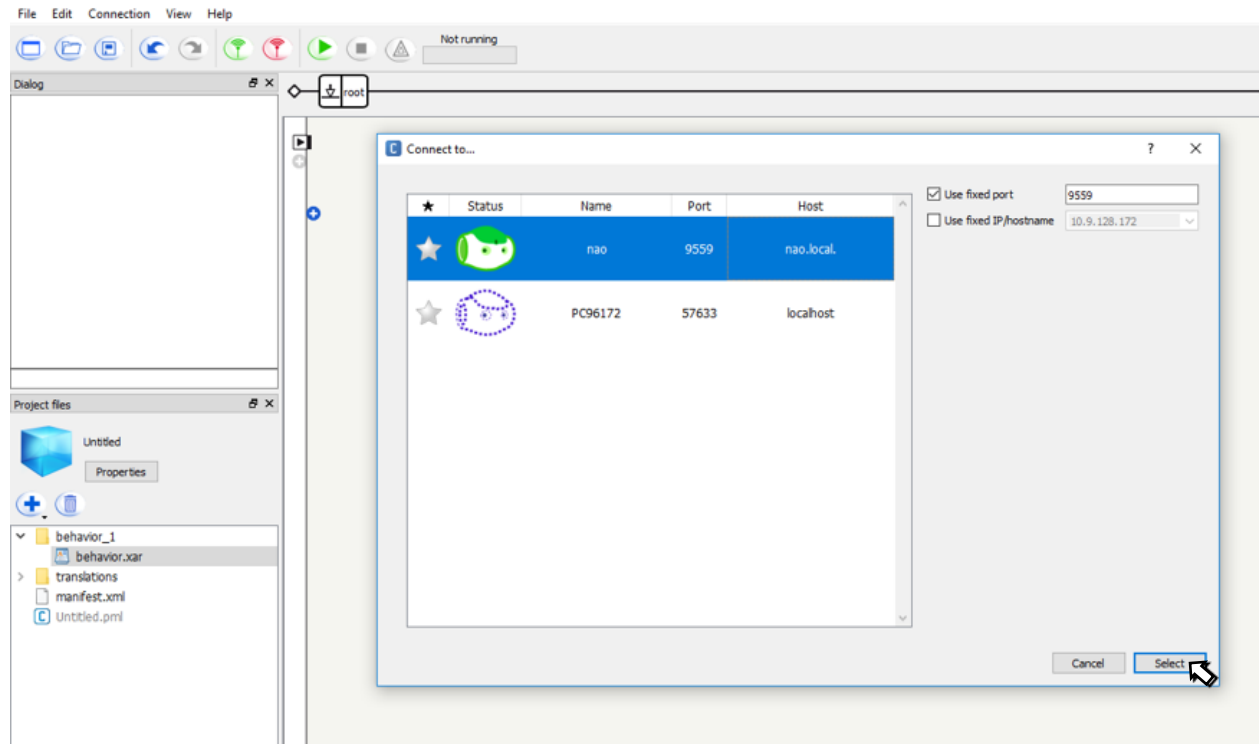 File Edit Connection View Help
Not running
Dialog
root
Connect to...
Status Name Port Host
nao 9559 nao.local.
PC96172 57633 localhost
Use fixed port 9559
Use fixed IP/hostname 10.9.128.172
Cancel Select
Project files
Untitled
Properties
behavior_1
behavior.xar
translations
manifest.xml
Untitled.pml